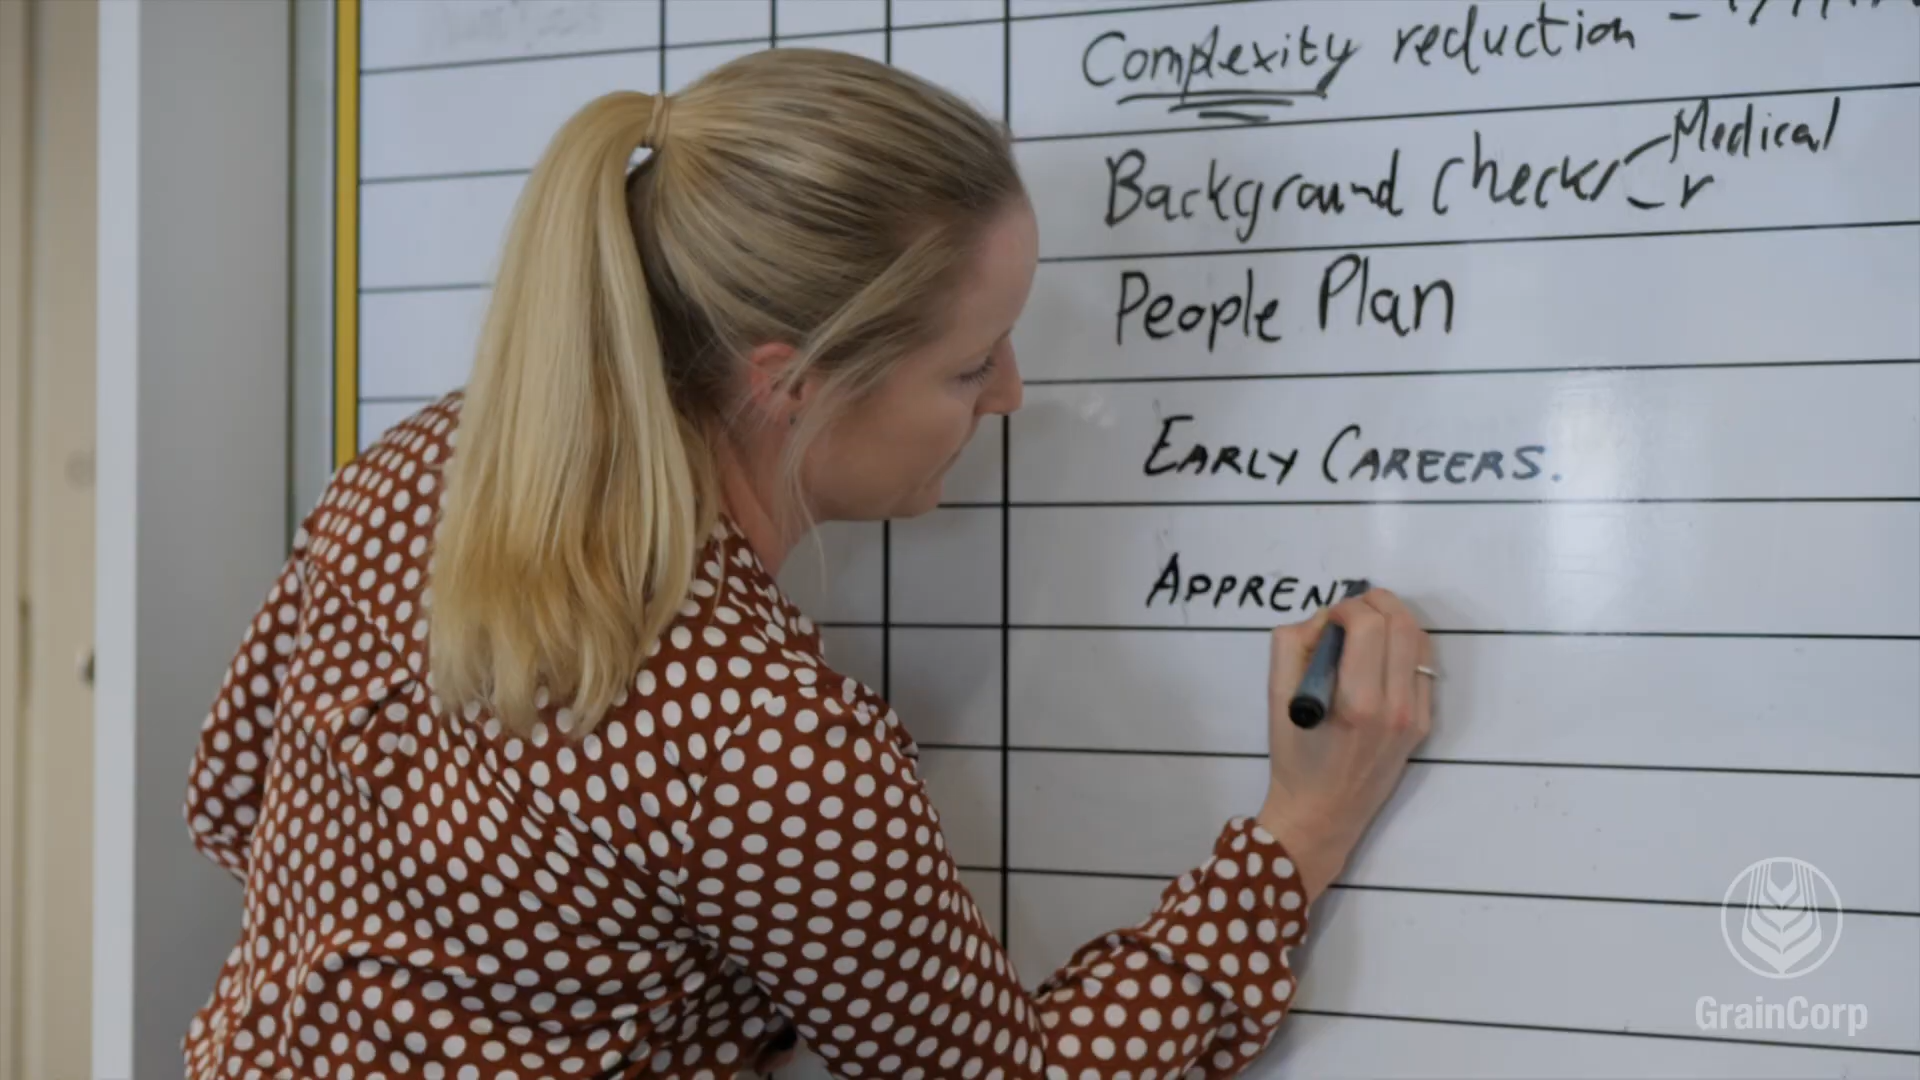 Complexity reduction -
Medical
Background checks
r
People Plan
EARLY CAREERS.
APPRENT
GrainCorp